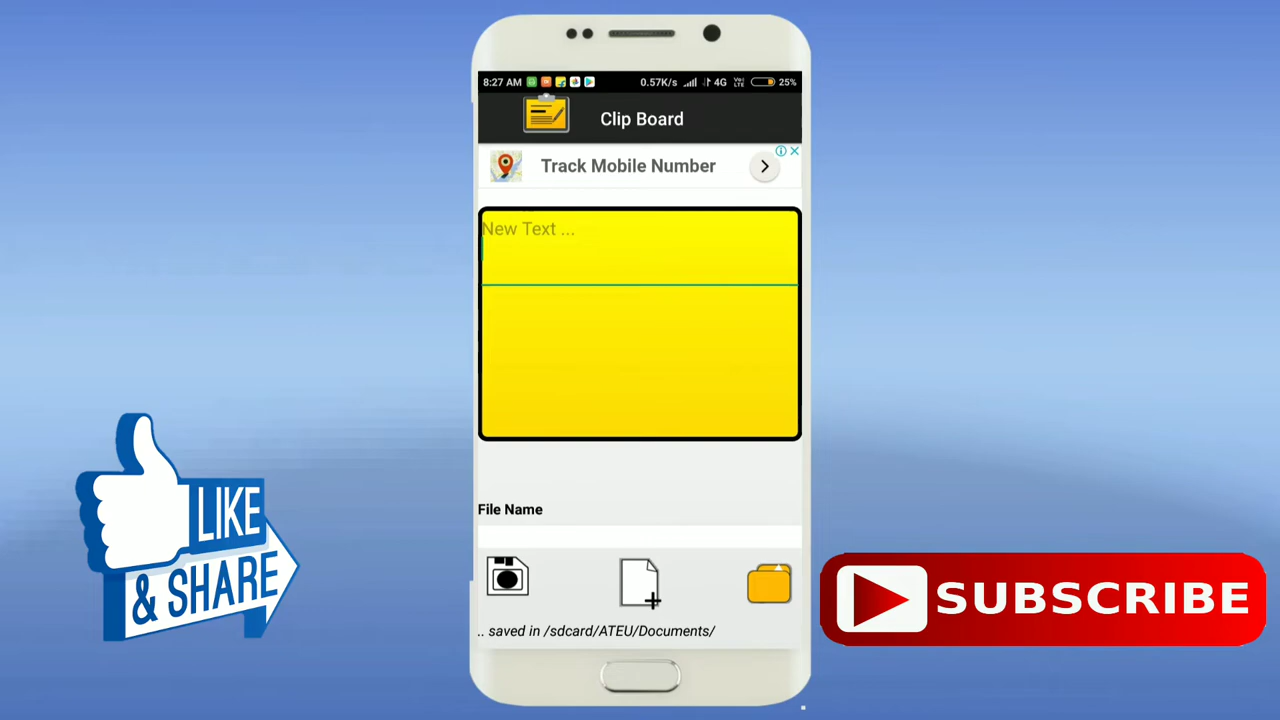 8:27 AM 0.57K/s 4G VoLTE 25%
Clip Board
Track Mobile Number
New Text ...
File Name
.. saved in /sdcard/ATEU/Documents/
LIKE
& SHARE
SUBSCRIBE